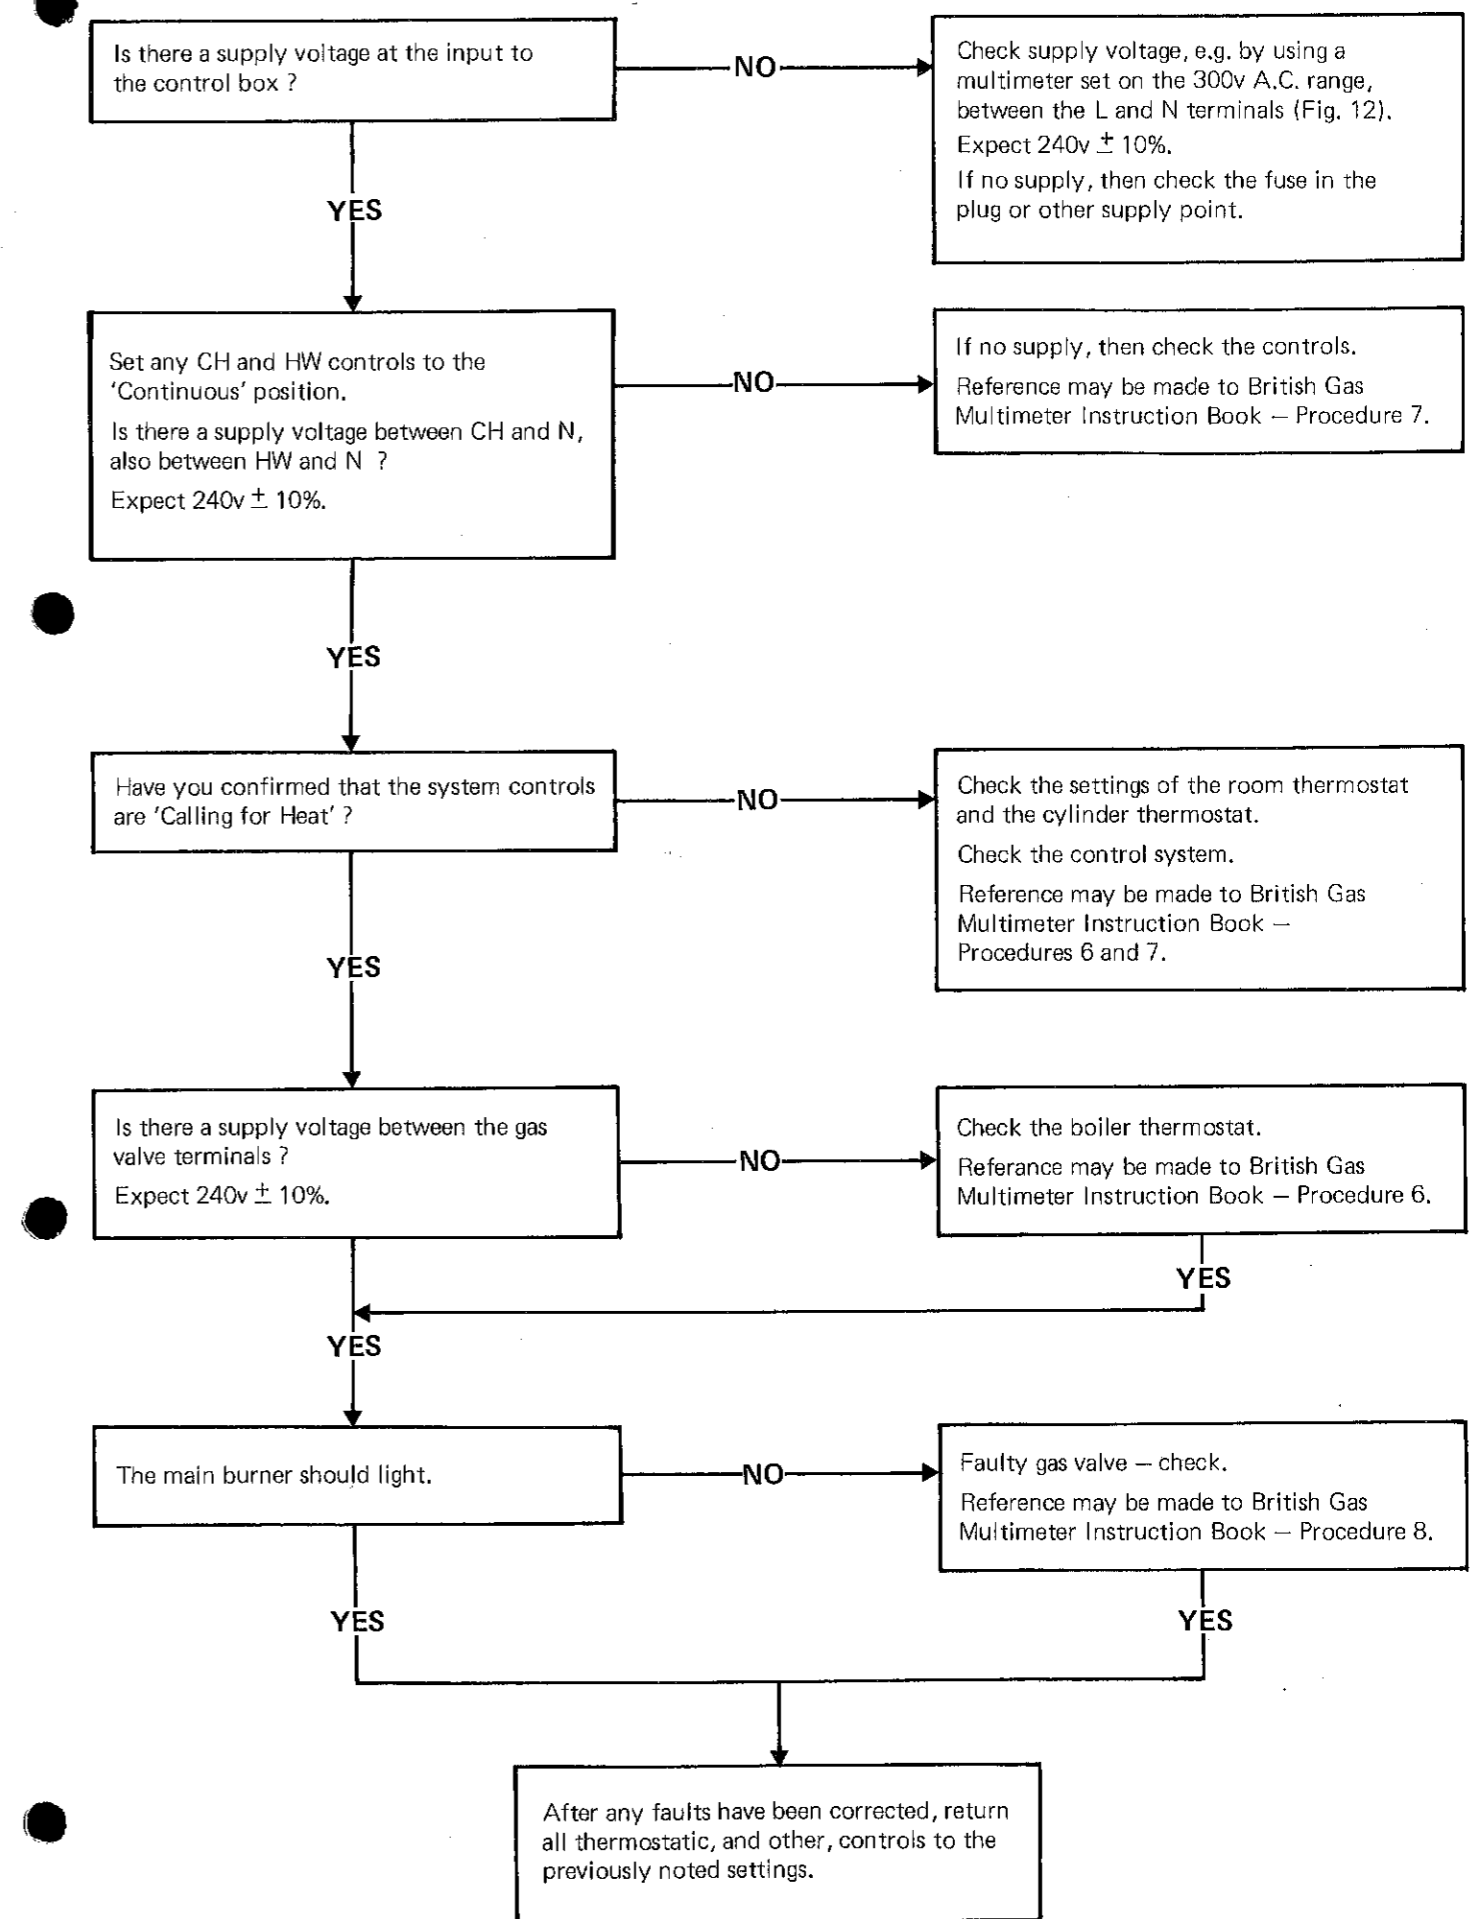 Is there a supply voltage at the input to
the control box ?
NO
Check supply voltage, e.g. by using a
multimeter set on the 300v A.C. range,
between the L and N terminals (Fig. 12).
Expect 240v ± 10%.
If no supply, then check the fuse in the
plug or other supply point.
YES
Set any CH and HW controls to the
'Continuous' position.
Is there a supply voltage between CH and N,
also between HW and N ?
Expect 240v ± 10%.
NO
If no supply, then check the controls.
Reference may be made to British Gas
Multimeter Instruction Book — Procedure 7.
YES
Have you confirmed that the system controls
are 'Calling for Heat' ?
NO
Check the settings of the room thermostat
and the cylinder thermostat.
Check the control system.
Reference may be made to British Gas
Multimeter Instruction Book —
Procedures 6 and 7.
YES
Is there a supply voltage between the gas
valve terminals ?
Expect 240v ± 10%.
NO
Check the boiler thermostat.
Referance may be made to British Gas
Multimeter Instruction Book — Procedure 6.
YES
YES
The main burner should light.
NO
Faulty gas valve — check.
Reference may be made to British Gas
Multimeter Instruction Book — Procedure 8.
YES
YES
After any faults have been corrected, return
all thermostatic, and other, controls to the
previously noted settings.